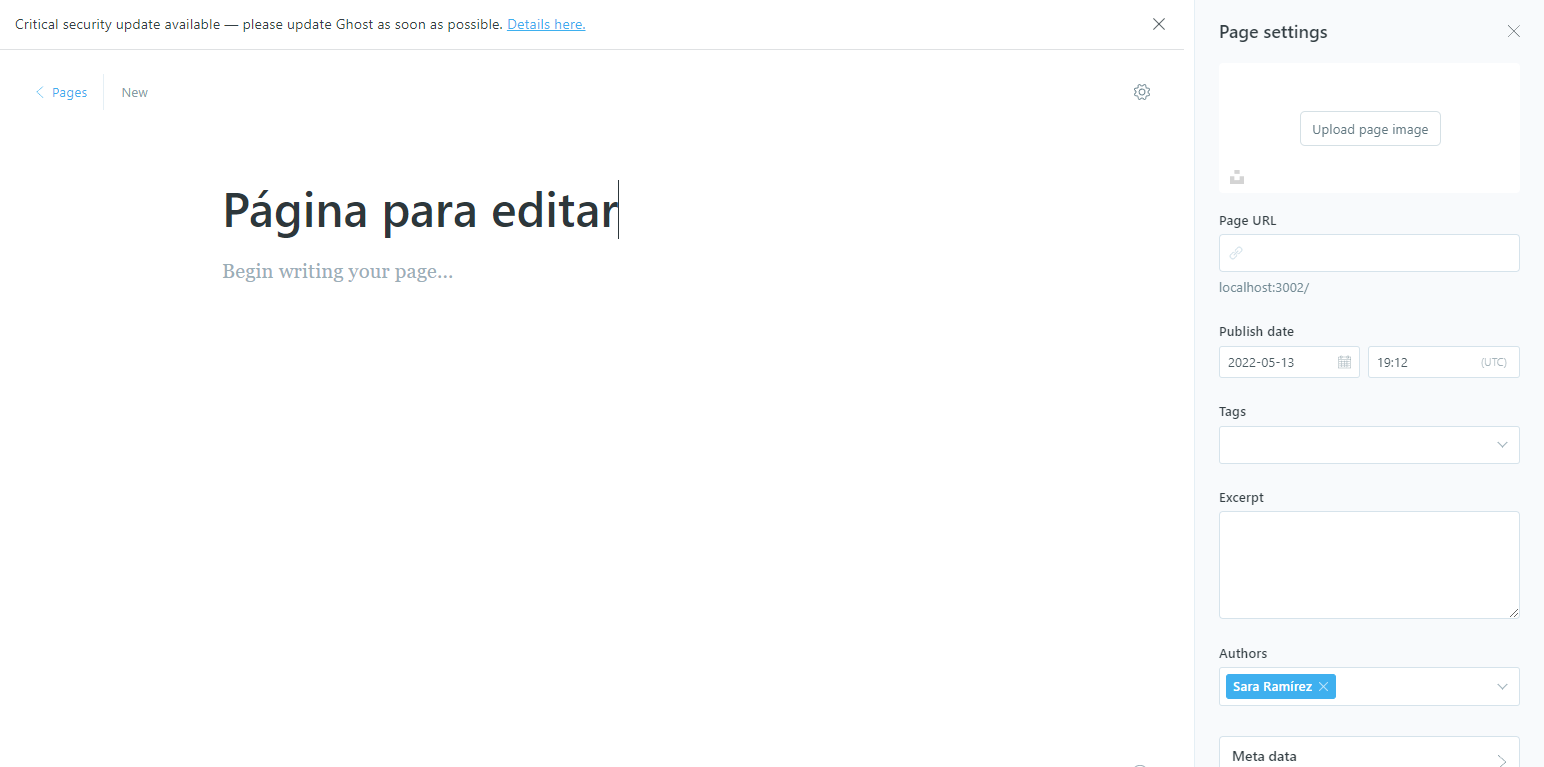 Critical security update available — please update Ghost as soon as possible. Details here.
Pages
New
Página para editar
Begin writing your page...
Page settings
Upload page image
Page URL
localhost:3002/
Publish date
2022-05-13
19:12
(UTC)
Tags
Excerpt
Authors
Sara Ramírez
Meta data